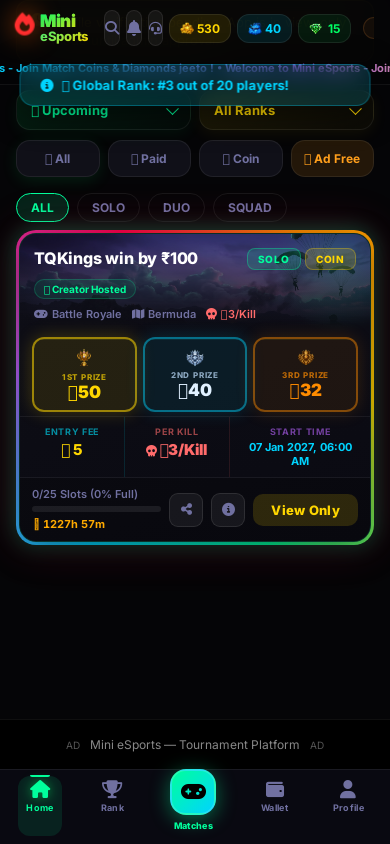 Mini
eSports
530
40
15
s - Join Match Coins & Diamonds jeeto ! • Welcome to Mini eSports - Join
Global Rank: #3 out of 20 players!
Upcoming
All Ranks
All
Paid
Coin
Ad Free
ALL
SOLO
DUO
SQUAD
TQKings win by ₹100
SOLO
COIN
Creator Hosted
Battle Royale
Bermuda
3/Kill
1ST PRIZE
50
2ND PRIZE
40
3RD PRIZE
32
ENTRY FEE
5
PER KILL
3/Kill
START TIME
07 Jan 2027, 06:00
AM
0/25 Slots (0% Full)
1227h 57m
View Only
AD Mini eSports — Tournament Platform AD
Home
Rank
Matches
Wallet
Profile